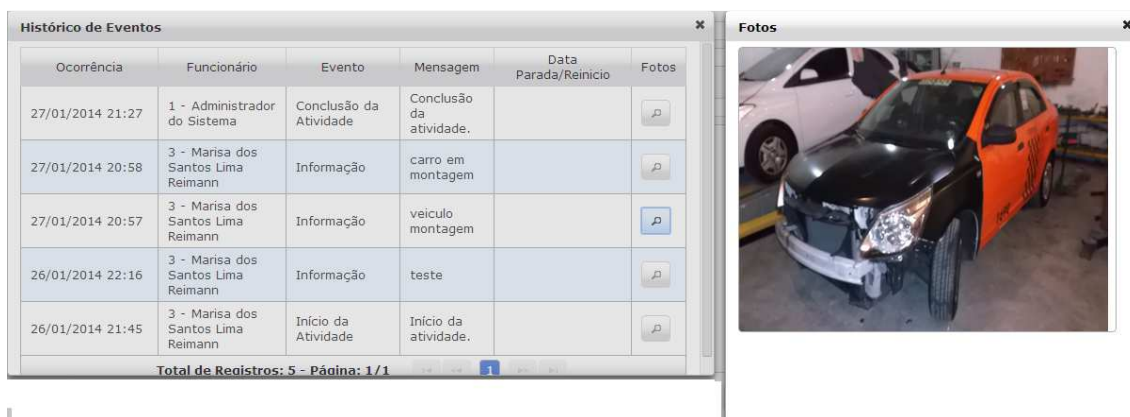 Histórico de Eventos
Ocorrência Funcionário Evento Mensagem Data Parada/Reinicio Fotos
27/01/2014 21:27 1 - Administrador do Sistema Conclusão da Atividade Conclusão da atividade.
27/01/2014 20:58 3 - Marisa dos Santos Lima Reimann Informação carro em montagem
27/01/2014 20:57 3 - Marisa dos Santos Lima Reimann Informação veiculo montagem
26/01/2014 22:16 3 - Marisa dos Santos Lima Reimann Informação teste
26/01/2014 21:45 3 - Marisa dos Santos Lima Reimann Início da Atividade Início da atividade.
Total de Registros: 5 - Página: 1/1 1
Fotos